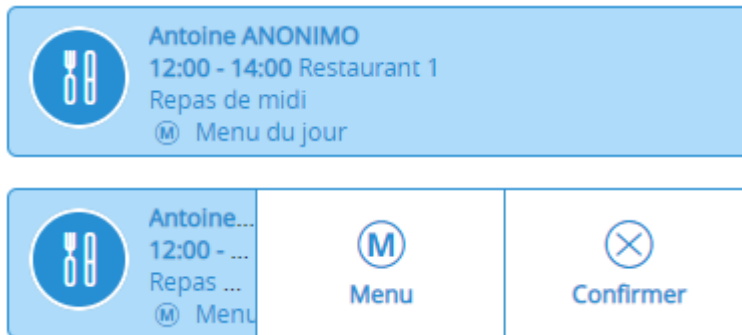 Antoine ANONIMO
12:00 - 14:00 Restaurant 1
Repas de midi
M Menu du jour
Antoine...
12:00 - ...
Repas ...
M Menu
M
Menu
Confirmer